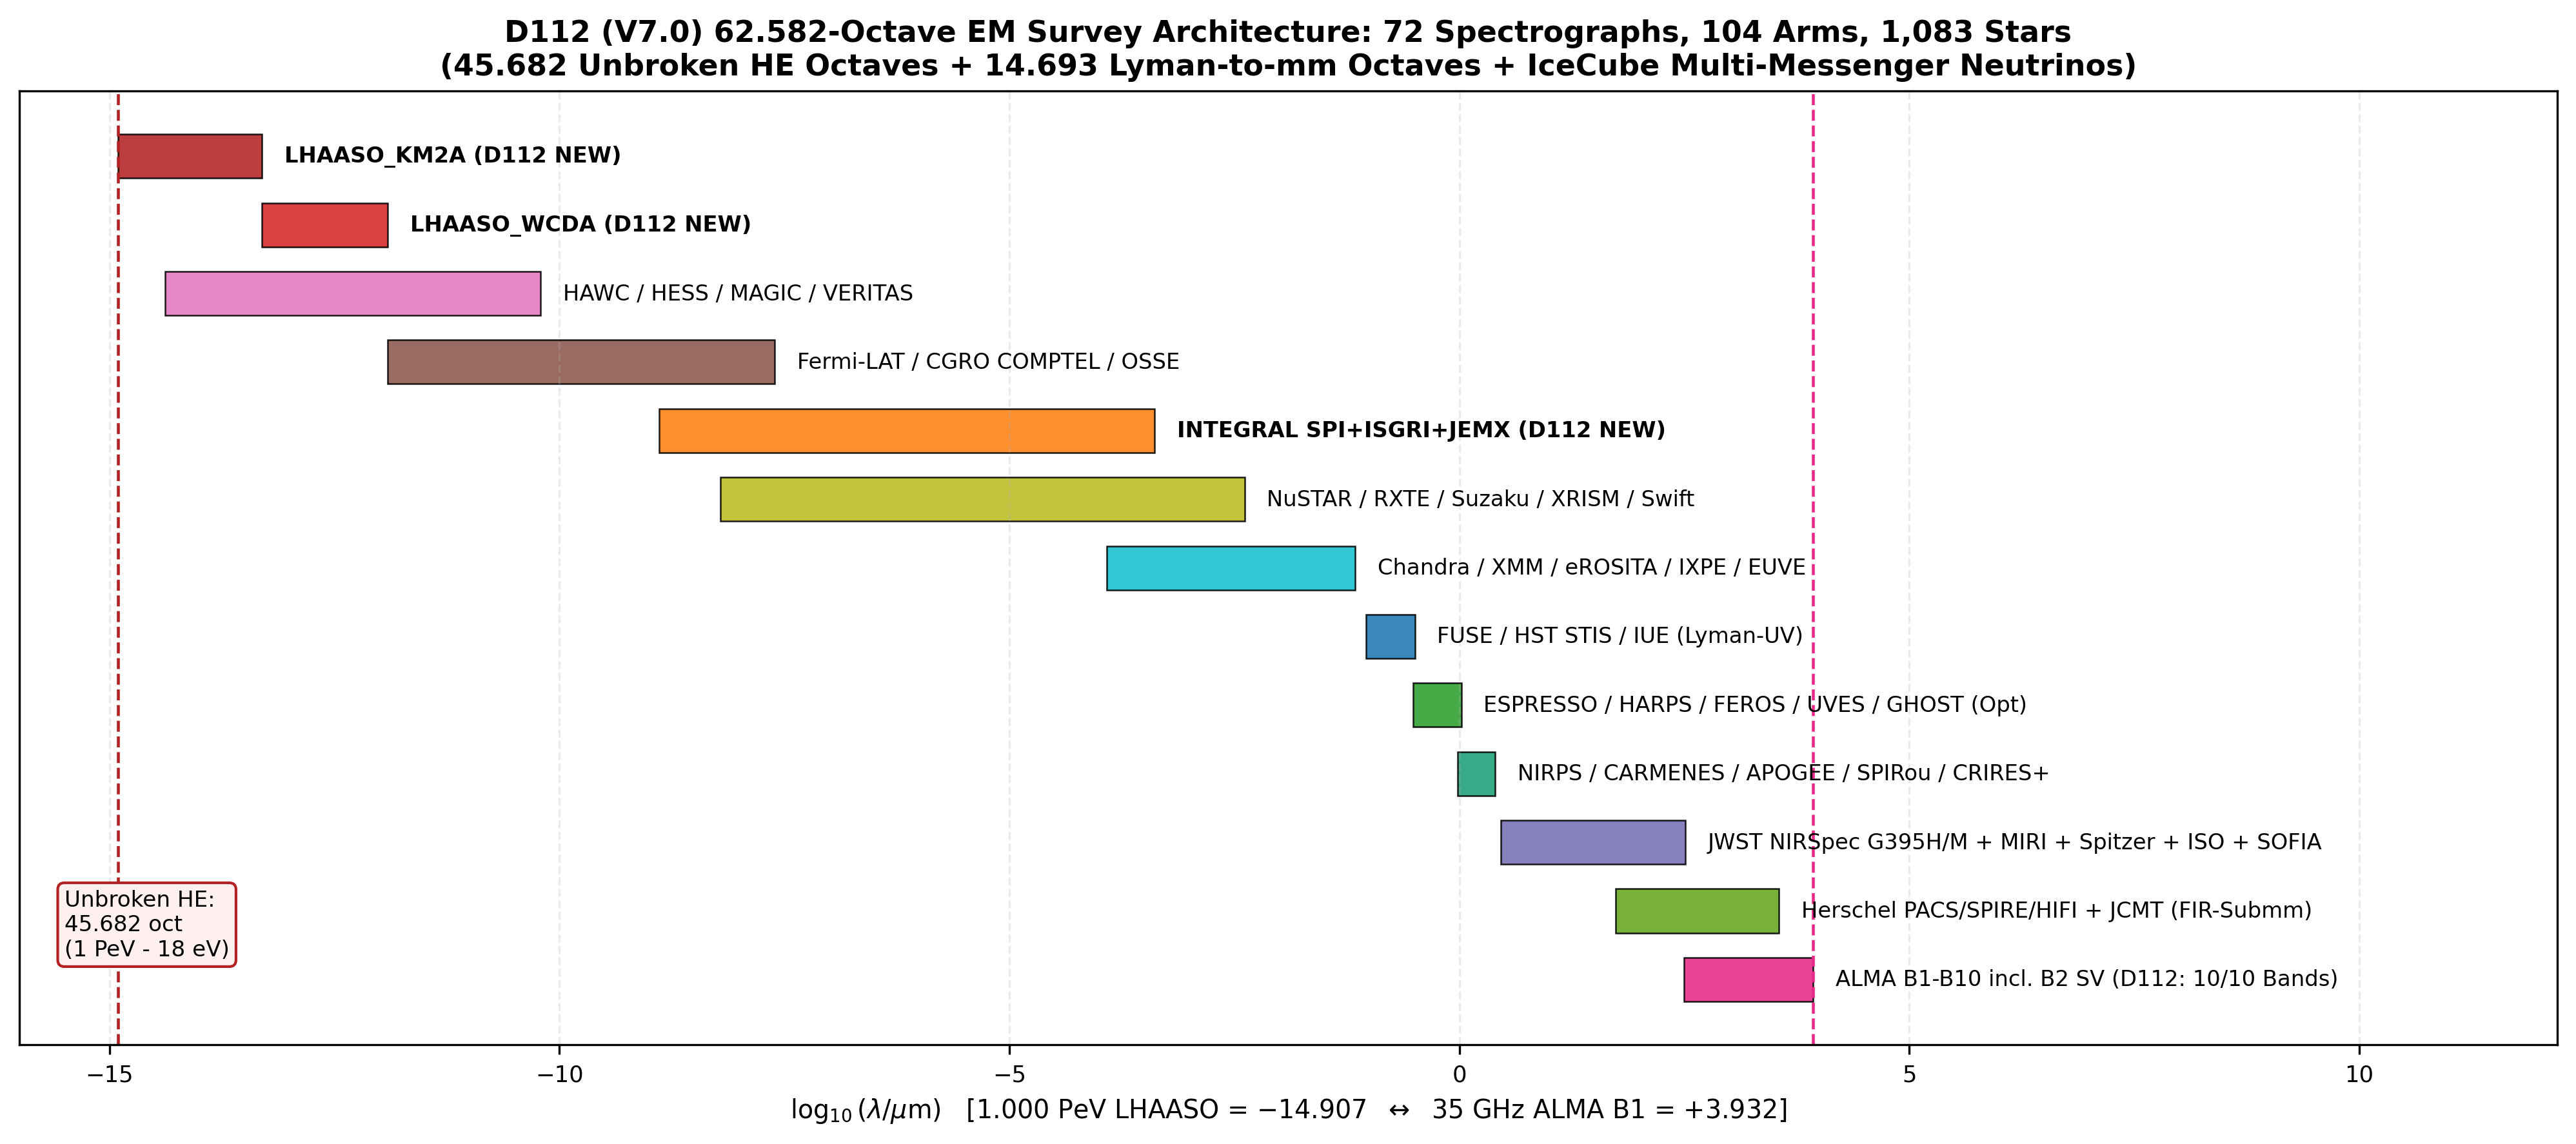 D112 (V7.0) 62.582-Octave EM Survey Architecture: 72 Spectrographs, 104 Arms, 1,083 Stars
(45.682 Unbroken HE Octaves + 14.693 Lyman-to-mm Octaves + IceCube Multi-Messenger Neutrinos)
LHAASO_KM2A (D112 NEW)
LHAASO_WCDA (D112 NEW)
HAWC / HESS / MAGIC / VERITAS
Fermi-LAT / CGRO COMPTEL / OSSE
INTEGRAL SPI+ISGRI+JEMX (D112 NEW)
NuSTAR / RXTE / Suzaku / XRISM / Swift
Chandra / XMM / eROSITA / IXPE / EUVE
FUSE / HST STIS / IUE (Lyman-UV)
ESPRESSO / HARPS / FEROS / UVES / GHOST (Opt)
NIRPS / CARMENES / APOGEE / SPIRou / CRIRES+
JWST NIRSpec G395H/M + MIRI + Spitzer + ISO + SOFIA
Herschel PACS/SPIRE/HIFI + JCMT (FIR-Submm)
ALMA B1-B10 incl. B2 SV (D112: 10/10 Bands)
Unbroken HE:
45.682 oct
(1 PeV - 18 eV)
−15 −10 −5 0 5 10
log₁₀(λ/μm) [1.000 PeV LHAASO = −14.907 ↔ 35 GHz ALMA B1 = +3.932]